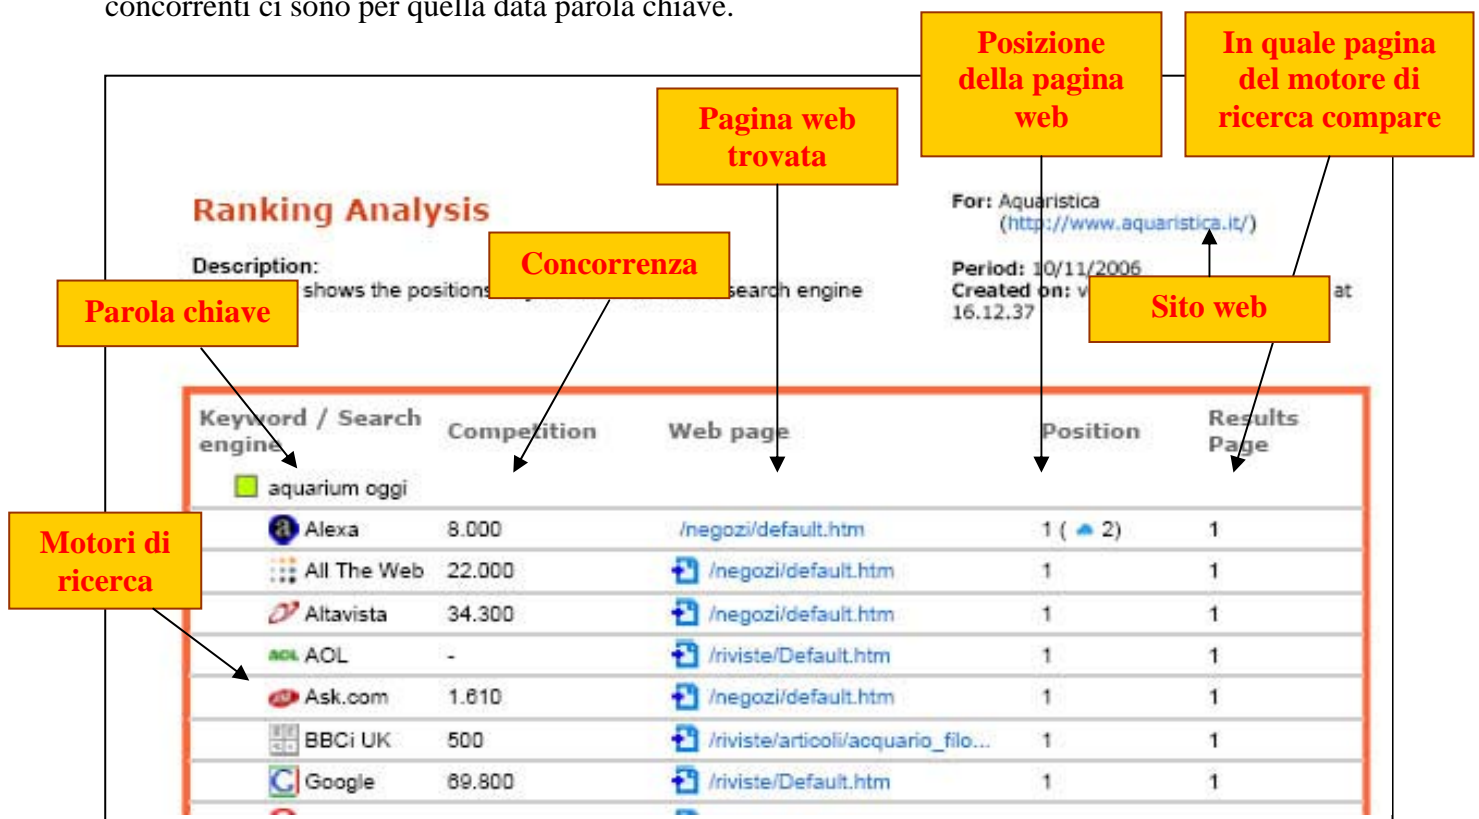 concorrenti ci sono per quella data parola chiave.
Posizione
della pagina
web
In quale pagina
del motore di
ricerca compare
Pagina web
trovata
Ranking Analysis
For: Aquaristica
(http://www.aquaristica.it/)
Concorrenza
Description:
shows the positions
search engine
Period: 10/11/2006
Created on: v
at
16.12.37
Parola chiave
Sito web
Keyword / Search
engine
Competition
Web page
Position
Results
Page
aquarium oggi
Motori di
ricerca
Alexa 8.000 /negozi/default.htm 1 ( 2) 1
All The Web 22.000 /negozi/default.htm 1 1
Altavista 34.300 /negozi/default.htm 1 1
AOL AOL - /riviste/Default.htm 1 1
Ask.com 1.610 /negozi/default.htm 1 1
BBCi UK 500 /riviste/articoli/acquario_filo... 1 1
Google 69.800 /riviste/Default.htm 1 1